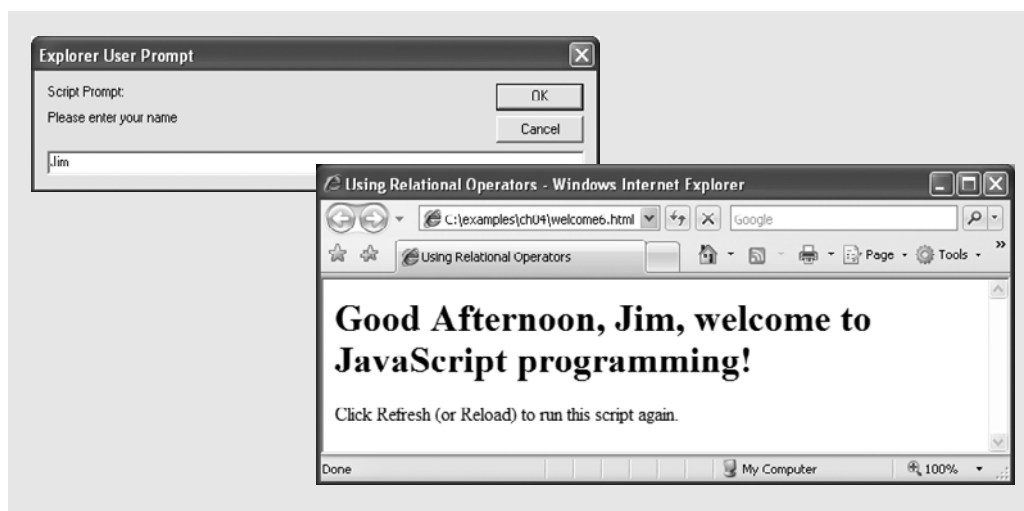 Explorer User Prompt
Script Prompt:
Please enter your name
OK
Cancel
Jim
Using Relational Operators - Windows Internet Explorer
C:\examples\ch04\welcome6.html
Google
Using Relational Operators
Page
Tools
»
Good Afternoon, Jim, welcome to
JavaScript programming!
Click Refresh (or Reload) to run this script again.
Done
My Computer
100%